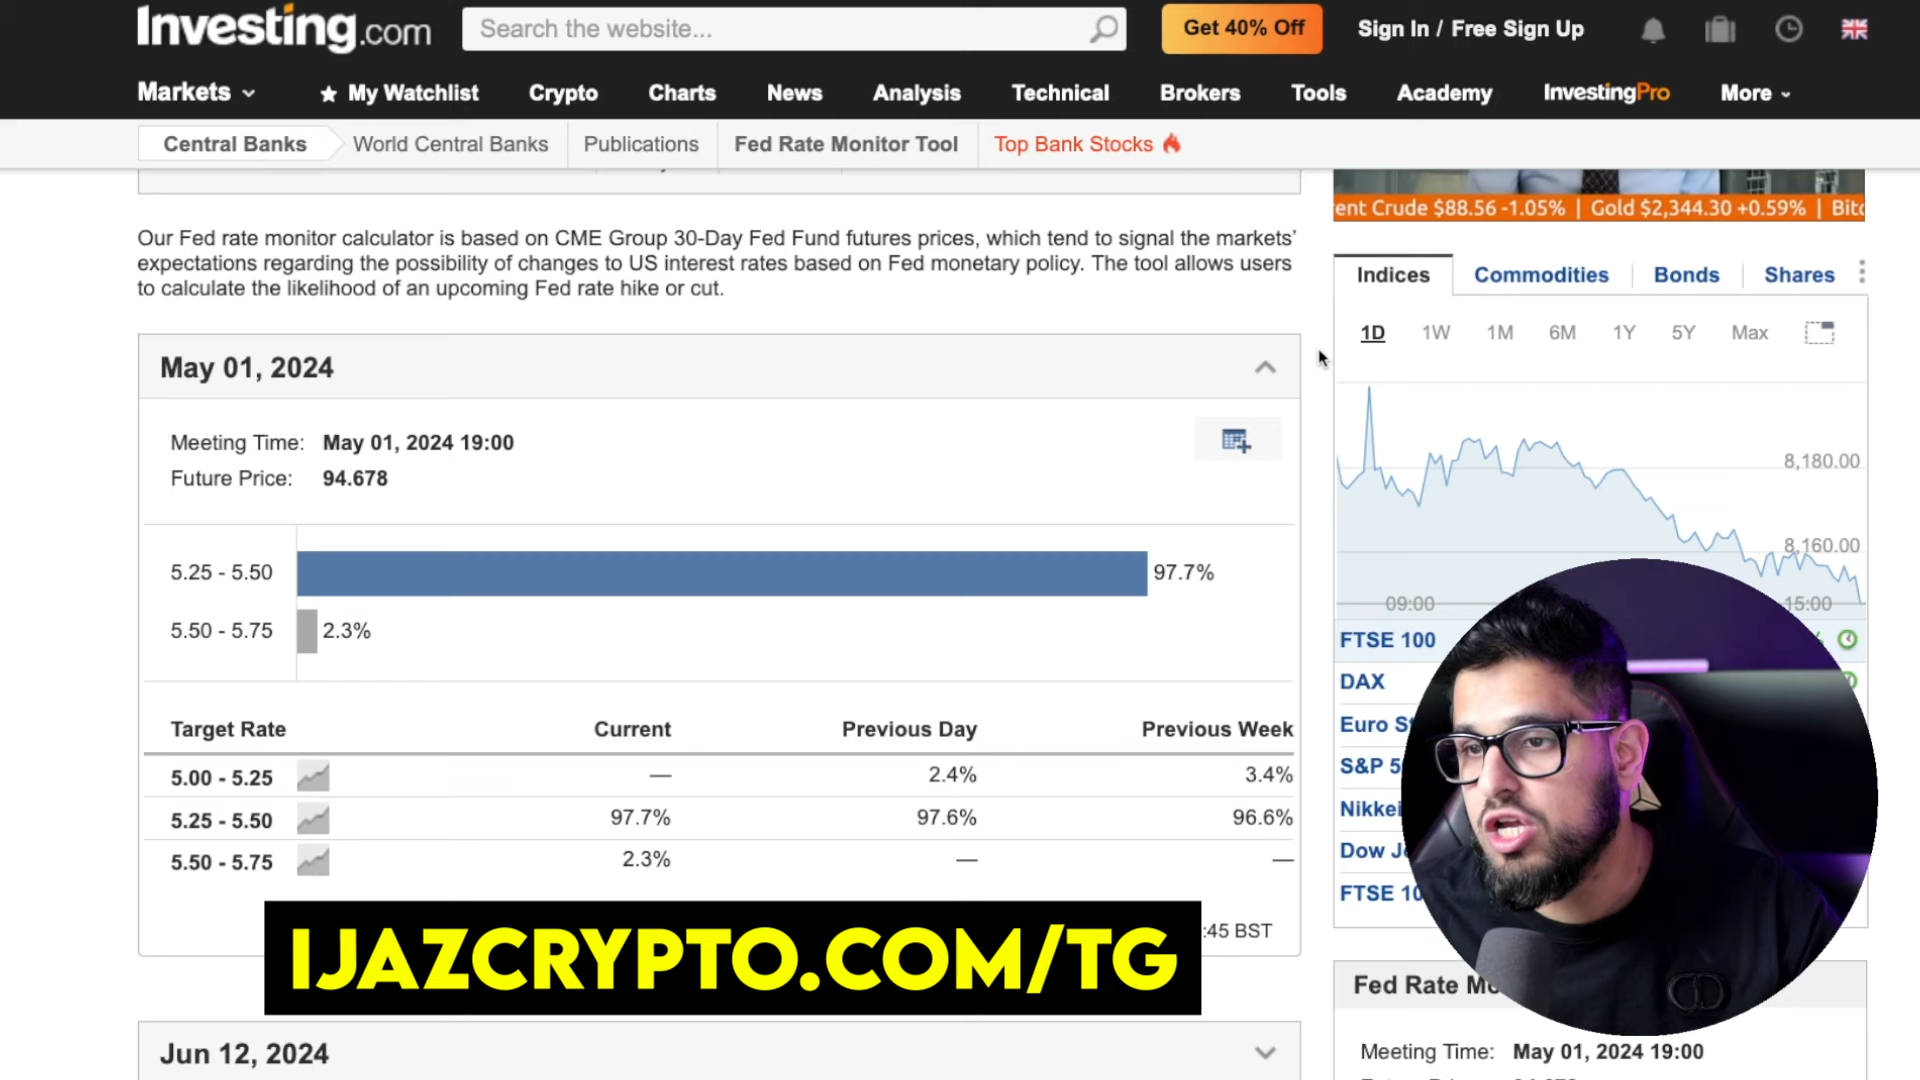 Investing.com
Search the website...
Get 40% Off
Sign In / Free Sign Up
Markets
My Watchlist
Crypto
Charts
News
Analysis
Technical
Brokers
Tools
Academy
InvestingPro
More
Central Banks
World Central Banks
Publications
Fed Rate Monitor Tool
Top Bank Stocks
ent Crude $88.56 -1.05% | Gold $2,344.30 +0.59% | Bitc
Our Fed rate monitor calculator is based on CME Group 30-Day Fed Fund futures prices, which tend to signal the markets'
expectations regarding the possibility of changes to US interest rates based on Fed monetary policy. The tool allows users
to calculate the likelihood of an upcoming Fed rate hike or cut.
May 01, 2024
Meeting Time: May 01, 2024 19:00
Future Price: 94.678
5.25 - 5.50 97.7%
5.50 - 5.75 2.3%
Target Rate Current Previous Day Previous Week
5.00 - 5.25 — 2.4% 3.4%
5.25 - 5.50 97.7% 97.6% 96.6%
5.50 - 5.75 2.3% — —
:45 BST
IJAZCRYPTO.COM/TG
Jun 12, 2024
Indices
Commodities
Bonds
Shares
1D 1W 1M 6M 1Y 5Y Max
8,180.00
8,160.00
09:00 15:00
FTSE 100
DAX
Euro S
S&P 5
Nikkei
Dow J
FTSE 10
Fed Rate Mo
Meeting Time: May 01, 2024 19:00